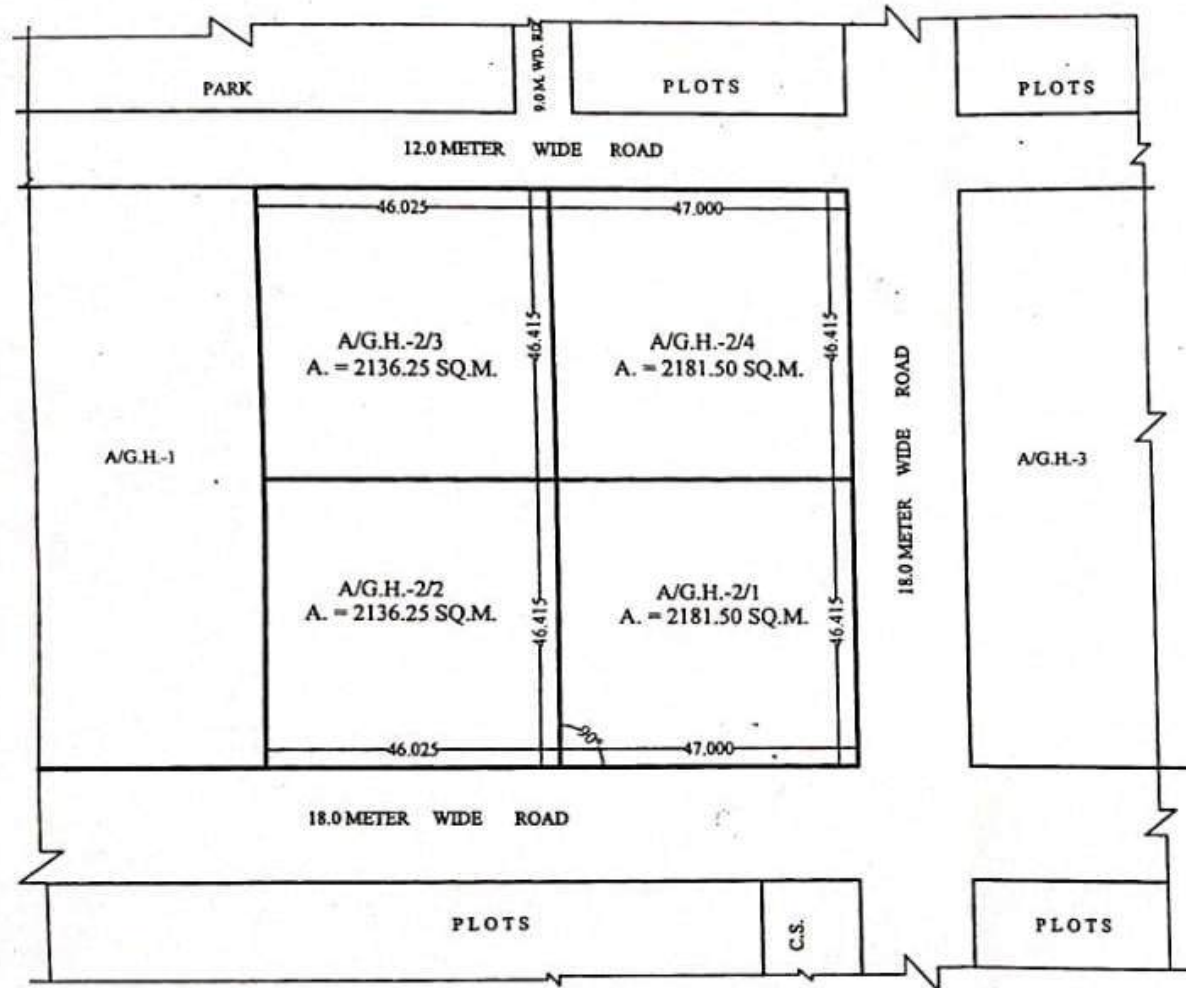 PARK
9.0 M. WD. RD.
PLOTS
PLOTS
12.0 METER WIDE ROAD
46.025
47.000
A/G.H.-2/3
A. = 2136.25 SQ.M.
46.415
A/G.H.-2/4
A. = 2181.50 SQ.M.
46.415
18.0 METER WIDE ROAD
A/G.H.-1
A/G.H.-3
A/G.H.-2/2
A. = 2136.25 SQ.M.
46.415
A/G.H.-2/1
A. = 2181.50 SQ.M.
46.415
90°
46.025
47.000
18.0 METER WIDE ROAD
PLOTS
C.S.
PLOTS